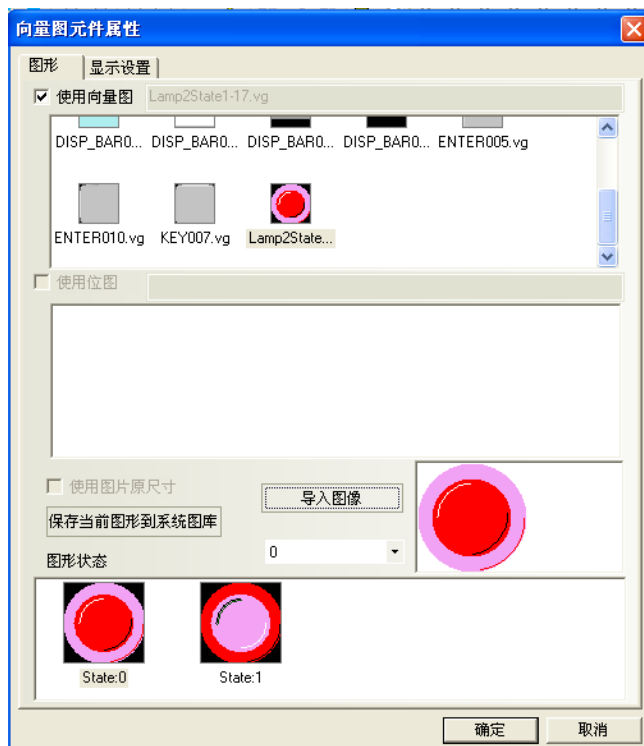 向量图元件属性
图形 显示设置
使用向量图 Lamp2State1-17.vg
DISP_BAR0... DISP_BAR0... DISP_BAR0... DISP_BAR0... ENTER005.vg
ENTER010.vg KEY007.vg Lamp2State...
使用位图
使用图片原尺寸
导入图像
保存当前图形到系统图库
0
图形状态
State:0 State:1
确定 取消